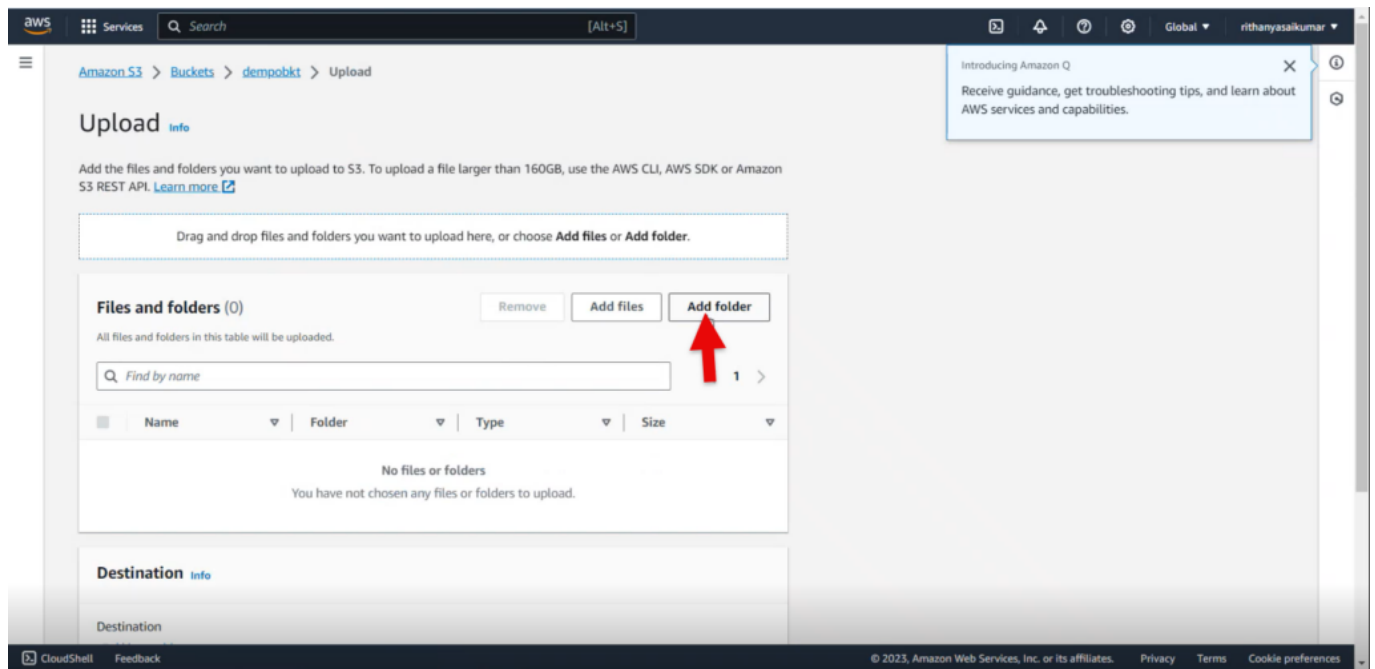 aws
Services
Search
[Alt+S]
Global
rithanyasaikumar
Amazon S3 > Buckets > dempobkt > Upload
Introducing Amazon Q
Receive guidance, get troubleshooting tips, and learn about
AWS services and capabilities.
Upload Info
Add the files and folders you want to upload to S3. To upload a file larger than 160GB, use the AWS CLI, AWS SDK or Amazon
S3 REST API. Learn more
Drag and drop files and folders you want to upload here, or choose Add files or Add folder.
Files and folders (0)
Remove
Add files
Add folder
All files and folders in this table will be uploaded.
Find by name
1
Name
Folder
Type
Size
No files or folders
You have not chosen any files or folders to upload.
Destination Info
Destination
CloudShell
Feedback
© 2023, Amazon Web Services, Inc. or its affiliates.
Privacy
Terms
Cookie preferences